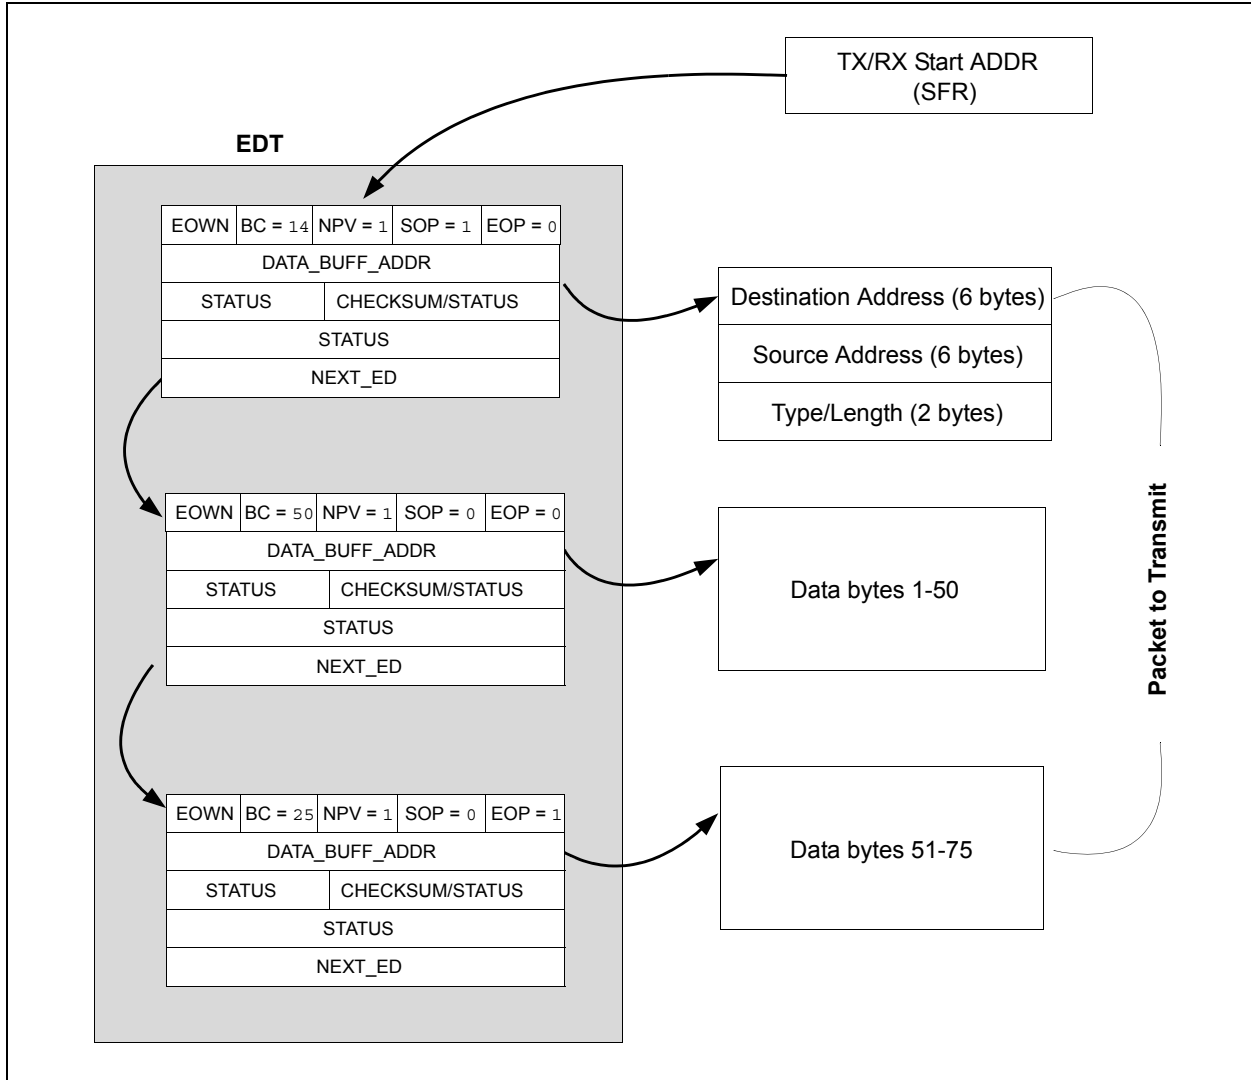 TX/RX Start ADDR
(SFR)
EDT
EOWN BC = 14 NPV = 1 SOP = 1 EOP = 0
DATA_BUFF_ADDR
STATUS CHECKSUM/STATUS
STATUS
NEXT_ED
Destination Address (6 bytes)
Source Address (6 bytes)
Type/Length (2 bytes)
EOWN BC = 50 NPV = 1 SOP = 0 EOP = 0
DATA_BUFF_ADDR
STATUS CHECKSUM/STATUS
STATUS
NEXT_ED
Data bytes 1-50
Packet to Transmit
EOWN BC = 25 NPV = 1 SOP = 0 EOP = 1
DATA_BUFF_ADDR
STATUS CHECKSUM/STATUS
STATUS
NEXT_ED
Data bytes 51-75